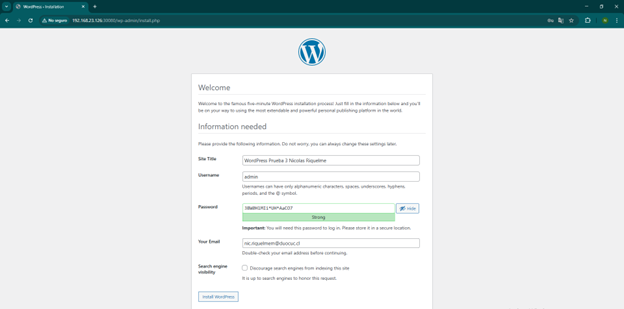 WordPress › Installation
No seguro
192.168.23.126:30080/wp-admin/install.php
Welcome
Welcome to the famous five-minute WordPress installation process! Just fill in the information below and you'll
be on your way to using the most extendable and powerful personal publishing platform in the world.
Information needed
Please provide the following information. Do not worry, you can always change these settings later.
Site Title
WordPress Prueba 3 Nicolas Riquelme
Username
admin
Usernames can have only alphanumeric characters, spaces, underscores, hyphens,
periods, and the @ symbol.
Password
Hide
Strong
Important: You will need this password to log in. Please store it in a secure location.
Your Email
nic.riquelmem@duocuc.cl
Double-check your email address before continuing.
Search engine
visibility
Discourage search engines from indexing this site
It is up to search engines to honor this request.
Install WordPress